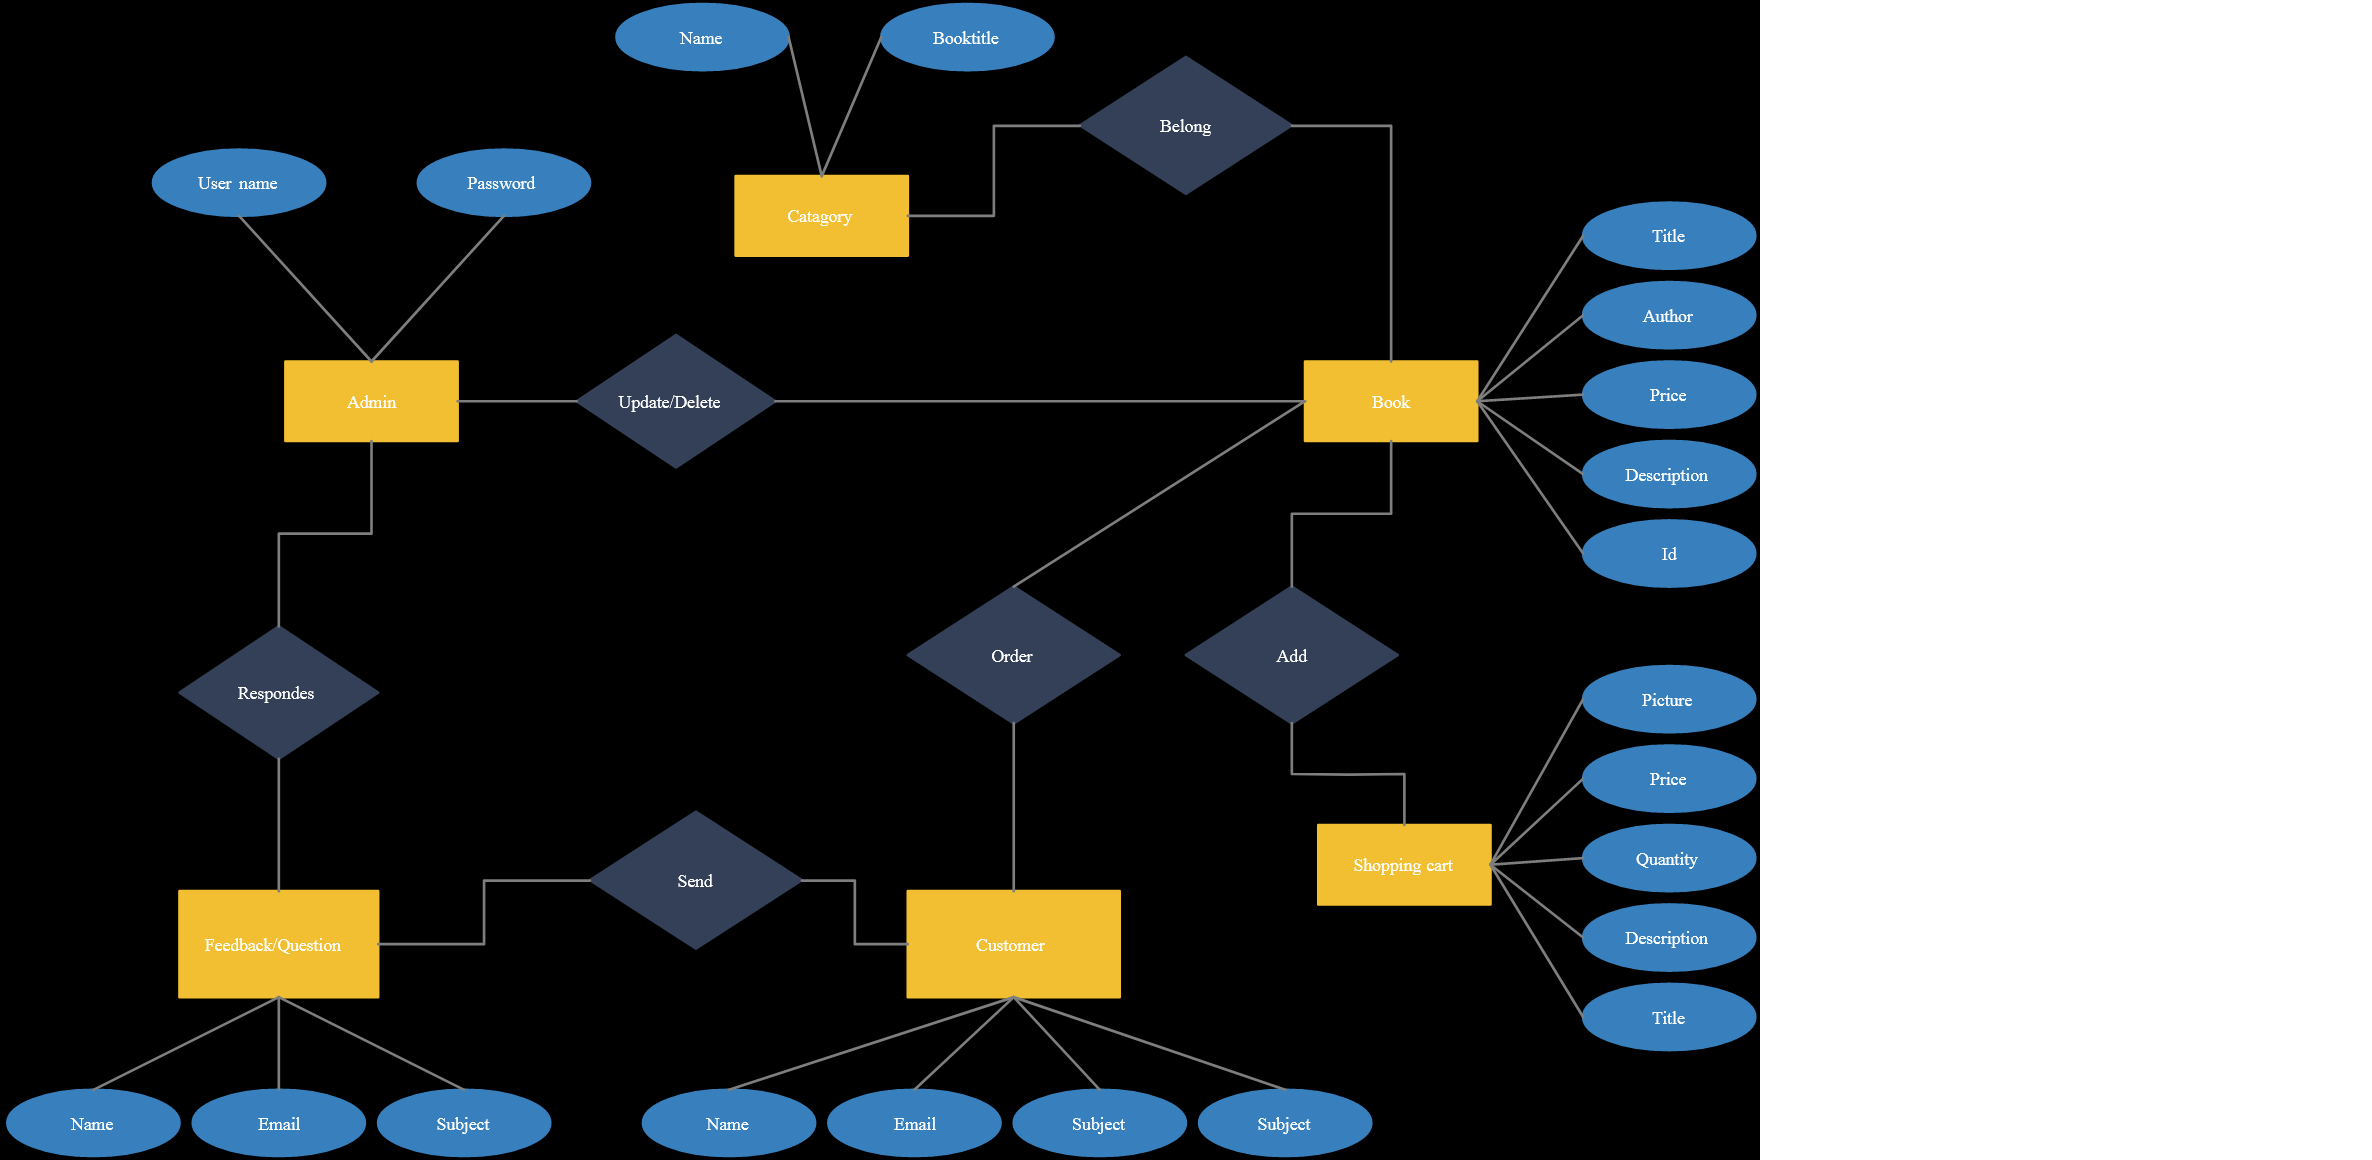 Name
Booktitle
Belong
User name
Password
Catagory
Title
Author
Admin
Update/Delete
Book
Price
Description
Id
Respondes
Order
Add
Picture
Price
Send
Shopping cart
Quantity
Feedback/Question
Customer
Description
Title
Name
Email
Subject
Name
Email
Subject
Subject